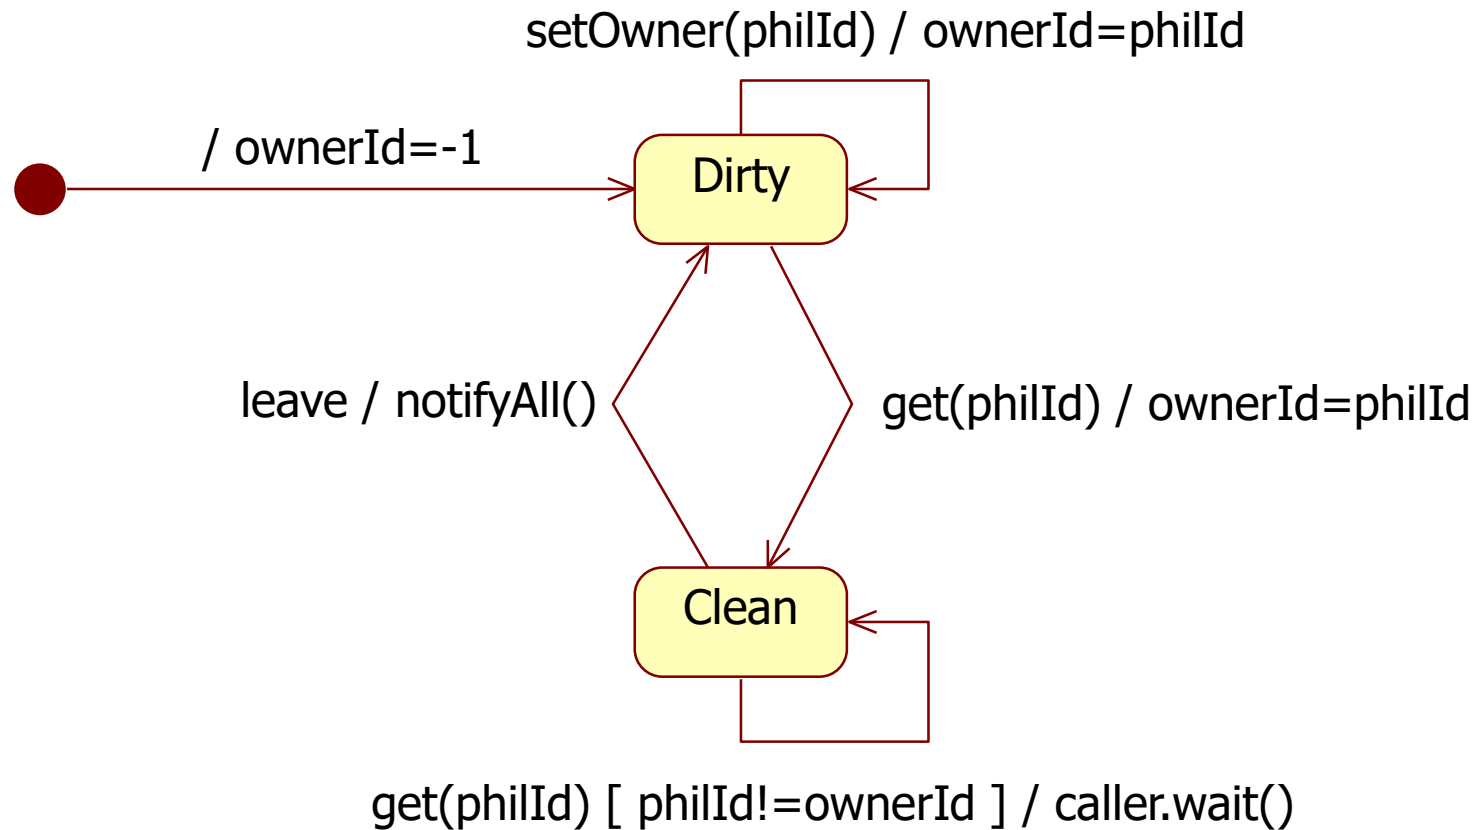 setOwner(philId) / ownerId=philId
/ ownerId=-1
Dirty
leave / notifyAll()
get(philId) / ownerId=philId
Clean
get(philId) [ philId!=ownerId ] / caller.wait()